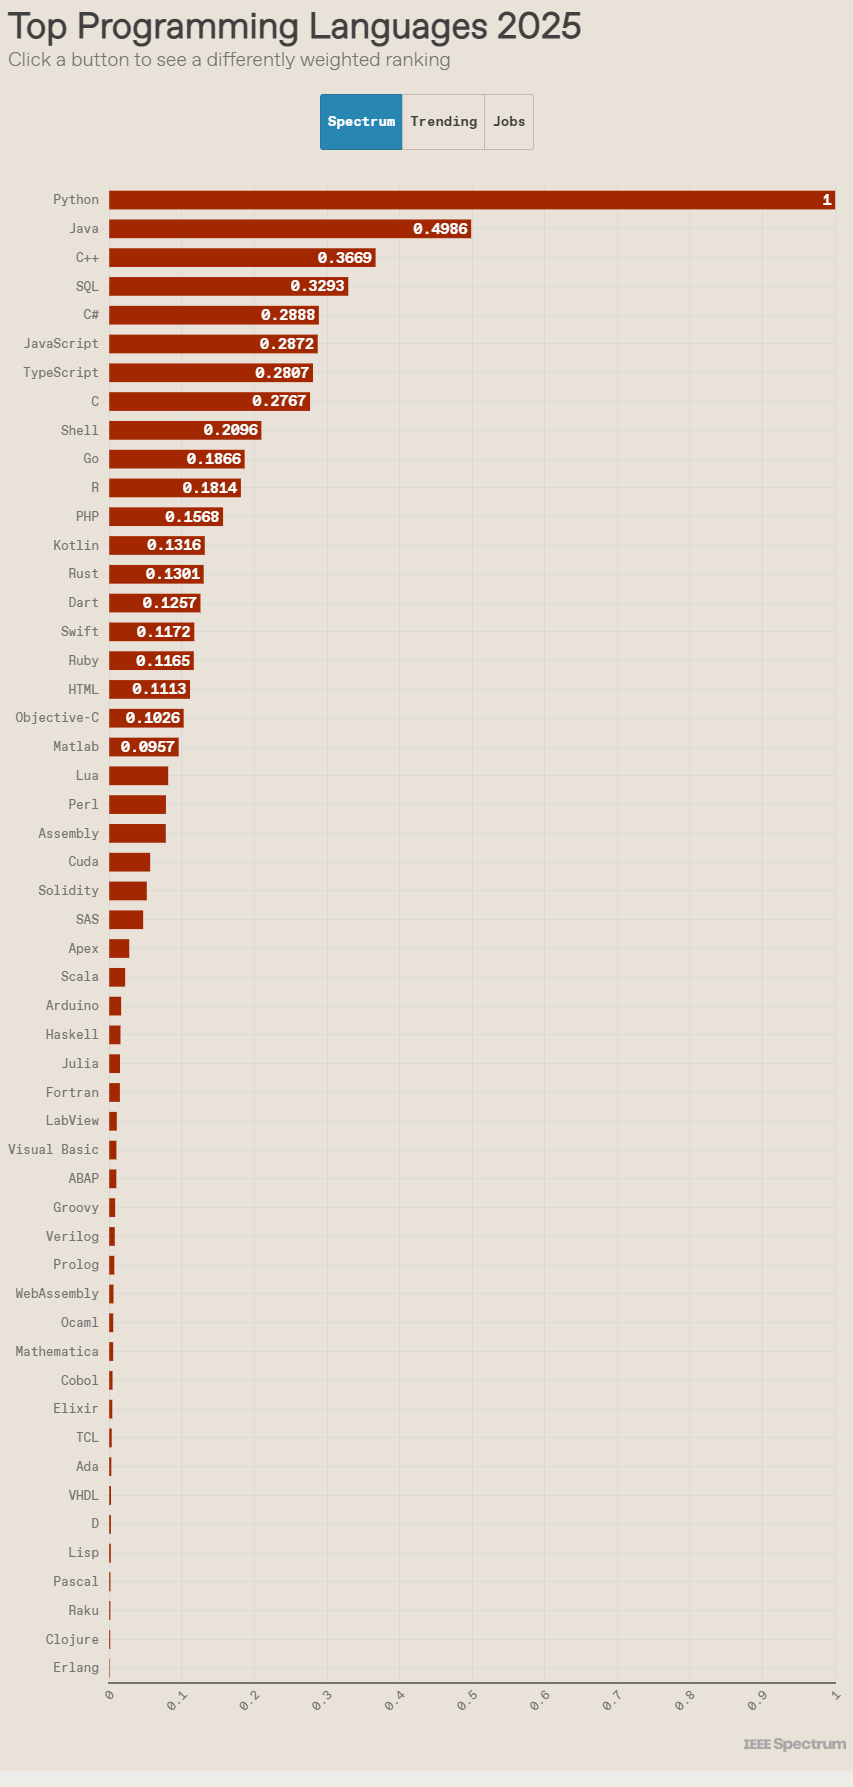 Top Programming Languages 2025
Click a button to see a differently weighted ranking
Spectrum Trending Jobs
Python 1
Java 0.4986
C++ 0.3669
SQL 0.3293
C# 0.2888
JavaScript 0.2872
TypeScript 0.2807
C 0.2767
Shell 0.2096
Go 0.1866
R 0.1814
PHP 0.1568
Kotlin 0.1316
Rust 0.1301
Dart 0.1257
Swift 0.1172
Ruby 0.1165
HTML 0.1113
Objective-C 0.1026
Matlab 0.0957
Lua
Perl
Assembly
Cuda
Solidity
SAS
Apex
Scala
Arduino
Haskell
Julia
Fortran
LabView
Visual Basic
ABAP
Groovy
Verilog
Prolog
WebAssembly
Ocaml
Mathematica
Cobol
Elixir
TCL
Ada
VHDL
D
Lisp
Pascal
Raku
Clojure
Erlang
0 0.1 0.2 0.3 0.4 0.5 0.6 0.7 0.8 0.9 1
IEEE Spectrum